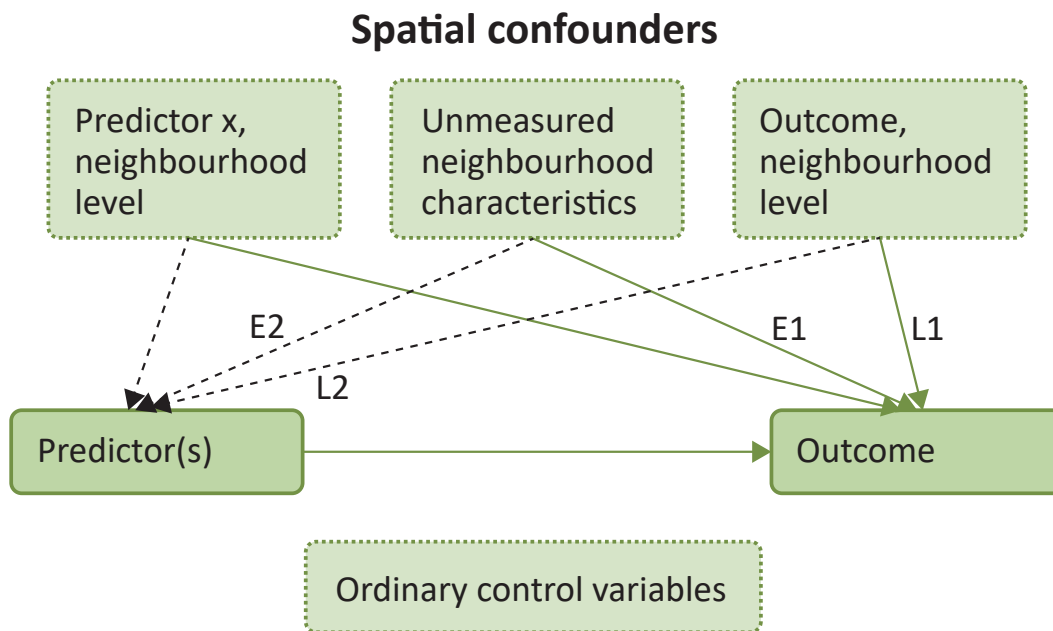 Spatial confounders
Predictor x,
neighbourhood
level
Unmeasured
neighbourhood
characteristics
Outcome,
neighbourhood
level
E2
E1
L1
L2
Predictor(s)
Outcome
Ordinary control variables